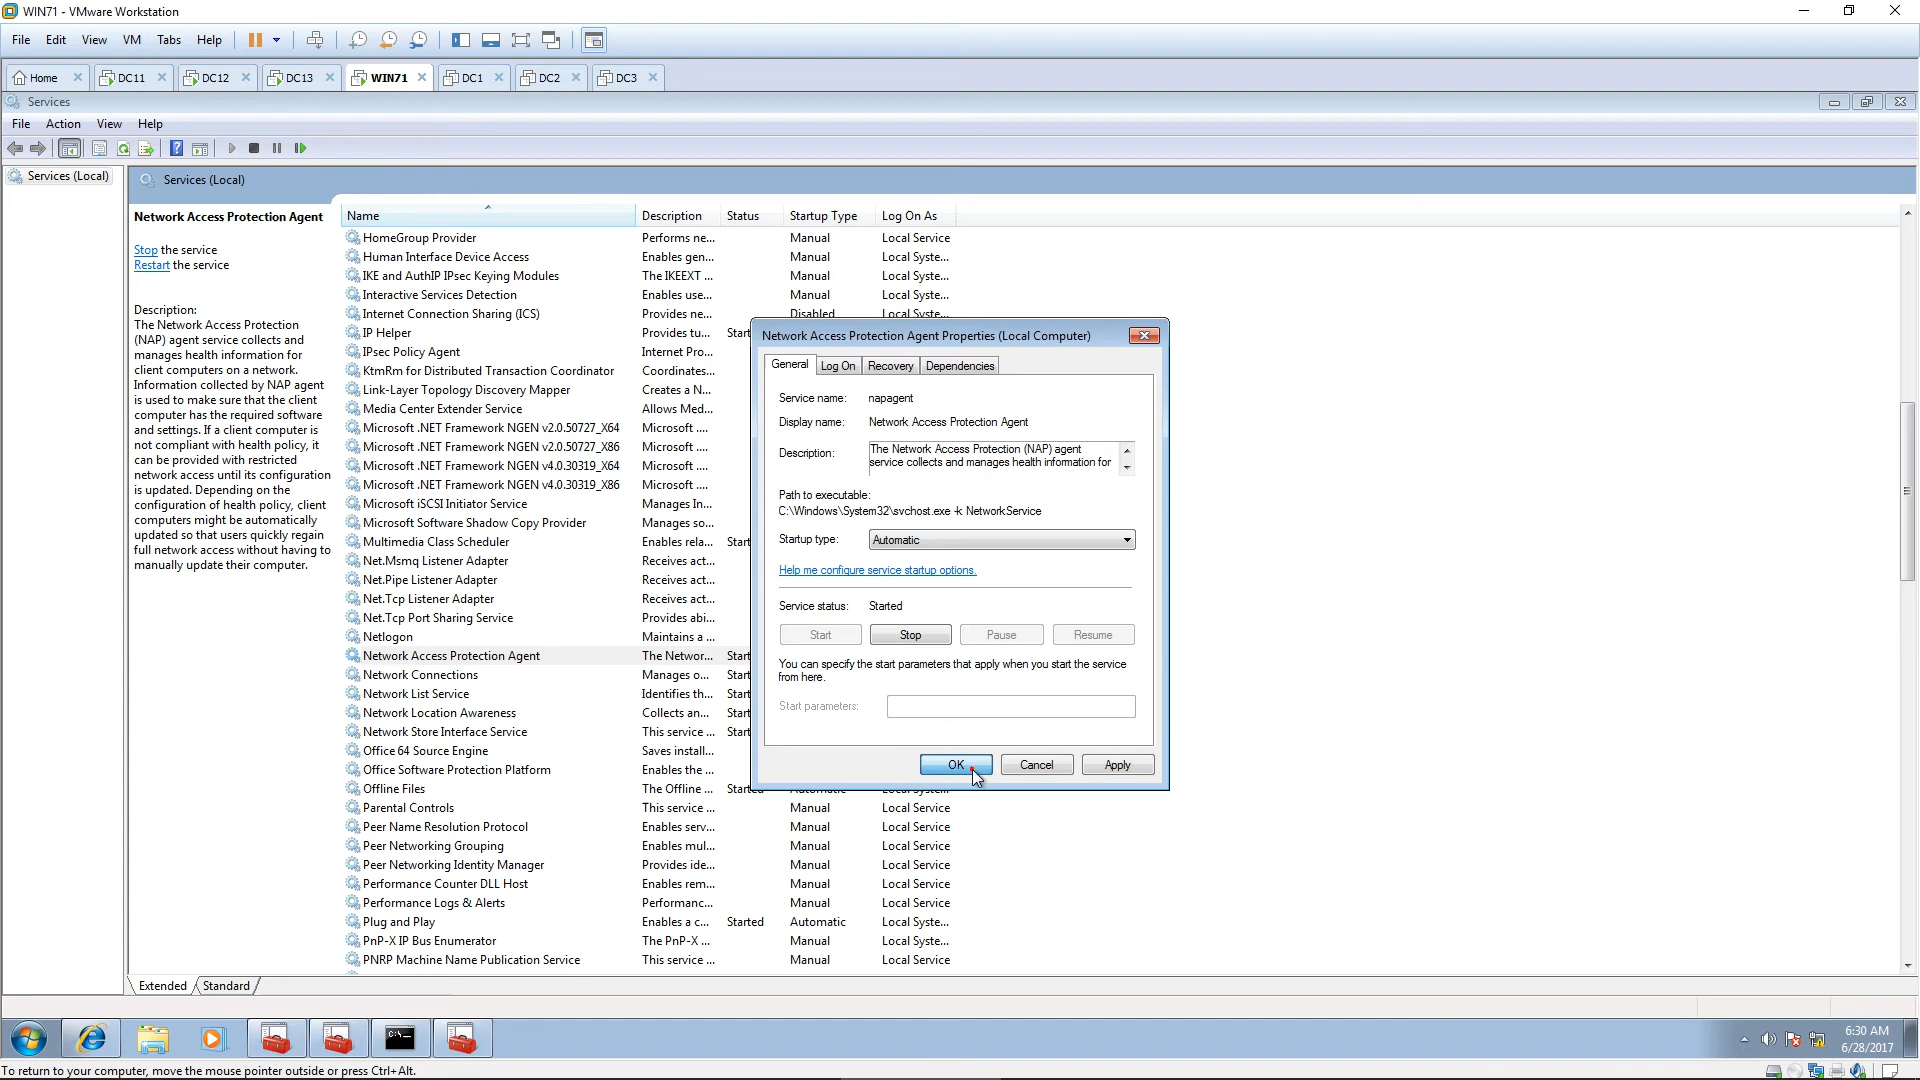 WIN71 - VMware Workstation
File Edit View VM Tabs Help
Home DC11 DC12 DC13 WIN71 DC1 DC2 DC3
Services
File Action View Help
Services (Local)
Services (Local)
Network Access Protection Agent
Stop the service
Restart the service
Description:
The Network Access Protection
(NAP) agent service collects and
manages health information for
client computers on a network.
Information collected by NAP agent
is used to make sure that the client
computer has the required software
and settings. If a client computer is
not compliant with health policy, it
can be provided with restricted
network access until its configuration
is updated. Depending on the
configuration of health policy, client
computers might be automatically
updated so that users quickly regain
full network access without having to
manually update their computer.
Name Description Status Startup Type Log On As
HomeGroup Provider Performs ne... Manual Local Service
Human Interface Device Access Enables gen... Manual Local Syste...
IKE and AuthIP IPsec Keying Modules The IKEEXT ... Manual Local Syste...
Interactive Services Detection Enables use... Manual Local Syste...
Internet Connection Sharing (ICS) Provides ne... Disabled Local Syste...
IP Helper Provides tu... Start
IPsec Policy Agent Internet Pro...
KtmRm for Distributed Transaction Coordinator Coordinates...
Link-Layer Topology Discovery Mapper Creates a N...
Media Center Extender Service Allows Med...
Microsoft .NET Framework NGEN v2.0.50727_X64 Microsoft ....
Microsoft .NET Framework NGEN v2.0.50727_X86 Microsoft ....
Microsoft .NET Framework NGEN v4.0.30319_X64 Microsoft ....
Microsoft .NET Framework NGEN v4.0.30319_X86 Microsoft ....
Microsoft iSCSI Initiator Service Manages In...
Microsoft Software Shadow Copy Provider Manages so...
Multimedia Class Scheduler Enables rela... Start
Net.Msmq Listener Adapter Receives act...
Net.Pipe Listener Adapter Receives act...
Net.Tcp Listener Adapter Receives act...
Net.Tcp Port Sharing Service Provides abi...
Netlogon Maintains a ...
Network Access Protection Agent The Networ... Start
Network Connections Manages o... Start
Network List Service Identifies th... Start
Network Location Awareness Collects an... Start
Network Store Interface Service This service ... Start
Office 64 Source Engine Saves install...
Office Software Protection Platform Enables the ...
Offline Files The Offline ... Started Automatic Local Syste...
Parental Controls This service ... Manual Local Service
Peer Name Resolution Protocol Enables serv... Manual Local Service
Peer Networking Grouping Enables mul... Manual Local Service
Peer Networking Identity Manager Provides ide... Manual Local Service
Performance Counter DLL Host Enables rem... Manual Local Service
Performance Logs & Alerts Performanc... Manual Local Service
Plug and Play Enables a c... Started Automatic Local Syste...
PnP-X IP Bus Enumerator The PnP-X ... Manual Local Syste...
PNRP Machine Name Publication Service This service ... Manual Local Service
Network Access Protection Agent Properties (Local Computer)
General Log On Recovery Dependencies
Service name: napagent
Display name: Network Access Protection Agent
Description: The Network Access Protection (NAP) agent
service collects and manages health information for
Path to executable:
C:\Windows\System32\svchost.exe -k NetworkService
Startup type: Automatic
Help me configure service startup options.
Service status: Started
Start Stop Pause Resume
You can specify the start parameters that apply when you start the service
from here.
Start parameters:
OK Cancel Apply
Extended Standard
6:30 AM
6/28/2017
To return to your computer, move the mouse pointer outside or press Ctrl+Alt.